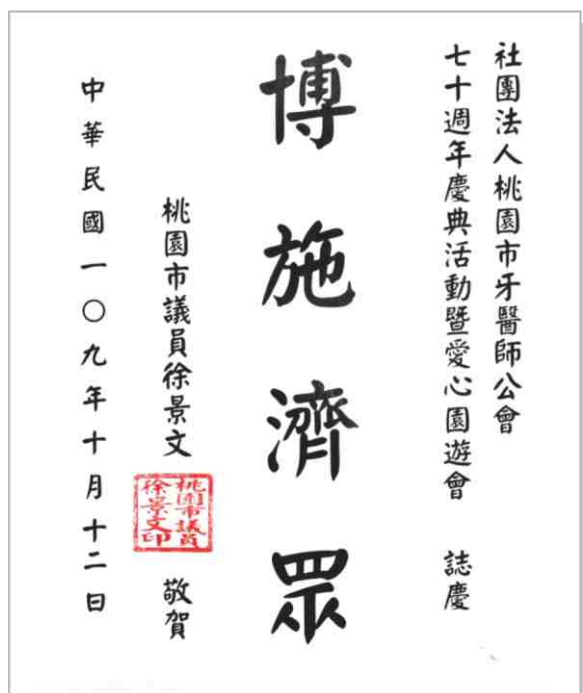 社團法人桃園市牙醫師公會
七十週年慶典活動暨愛心園遊會 誌慶
博施濟眾
桃園市議員徐景文 敬賀
桃園市議員
徐景文印
中華民國一〇九年十月十二日